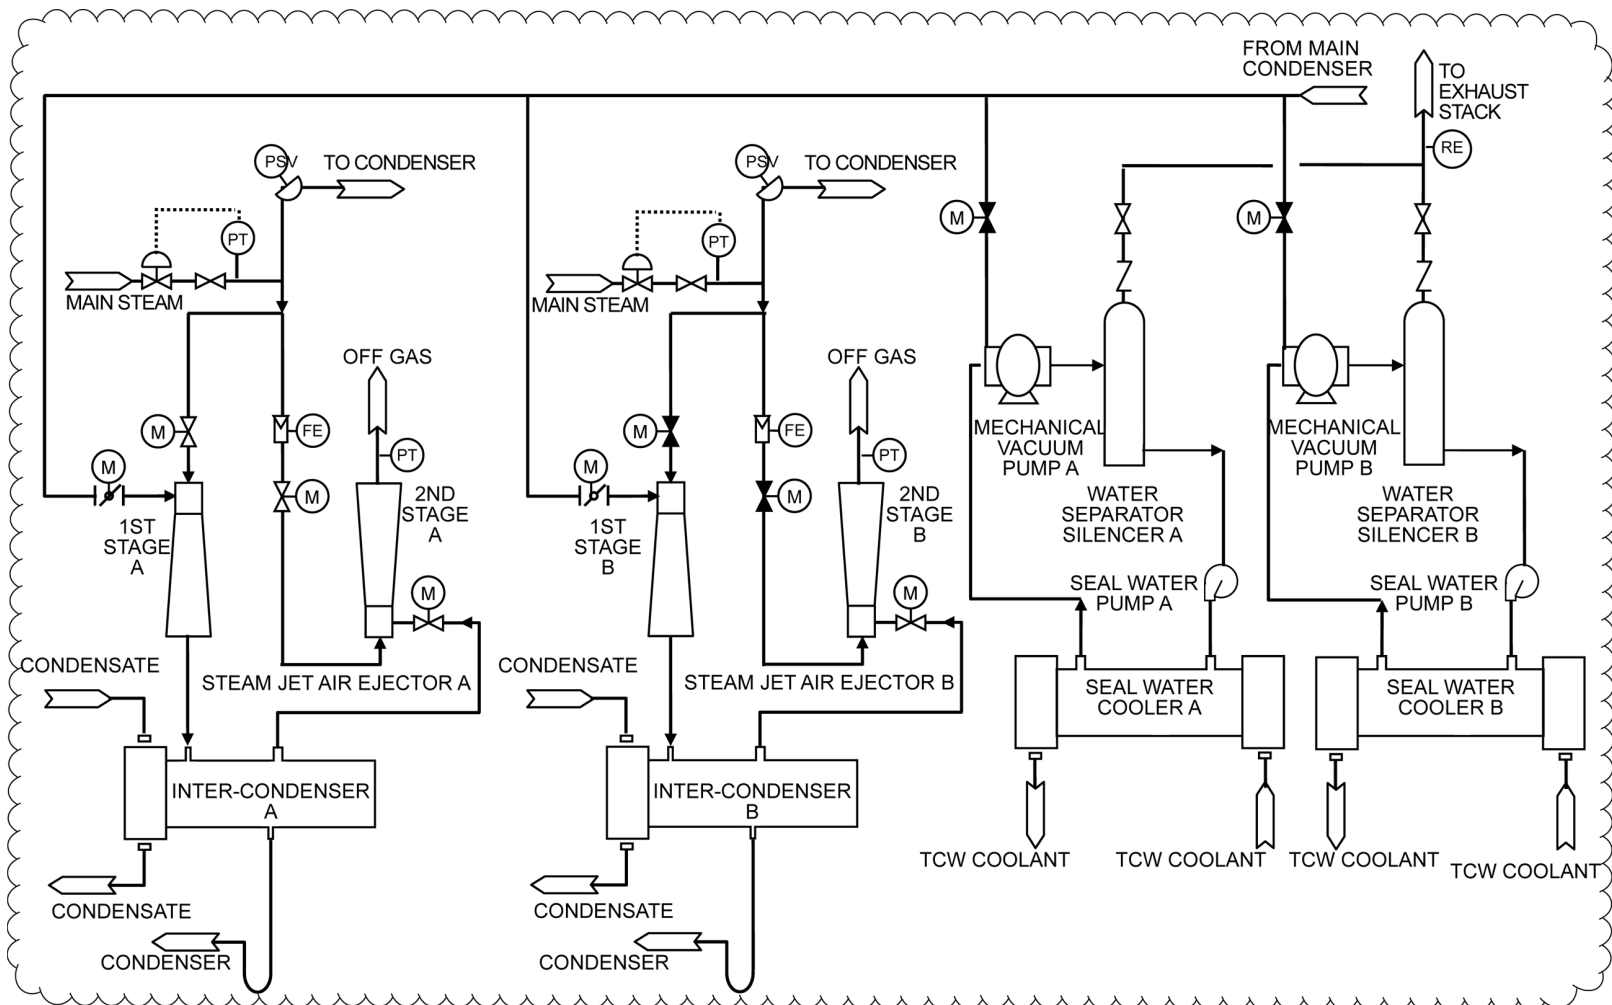 FROM MAIN
CONDENSER
TO
EXHAUST
STACK
RE
PSV
TO CONDENSER
PSV
TO CONDENSER
M
M
PT
PT
MAIN STEAM
MAIN STEAM
OFF GAS
OFF GAS
M
FE
M
FE
MECHANICAL
VACUUM
PUMP A
MECHANICAL
VACUUM
PUMP B
M
PT
M
PT
M
M
2ND
STAGE
A
2ND
STAGE
B
1ST
STAGE
A
1ST
STAGE
B
WATER
SEPARATOR
SILENCER A
WATER
SEPARATOR
SILENCER B
M
M
SEAL WATER
PUMP A
SEAL WATER
PUMP B
CONDENSATE
STEAM JET AIR EJECTOR A
CONDENSATE
STEAM JET AIR EJECTOR B
SEAL WATER
COOLER A
SEAL WATER
COOLER B
INTER-CONDENSER
A
INTER-CONDENSER
B
TCW COOLANT
TCW COOLANT
TCW COOLANT
TCW COOLANT
CONDENSATE
CONDENSATE
CONDENSER
CONDENSER